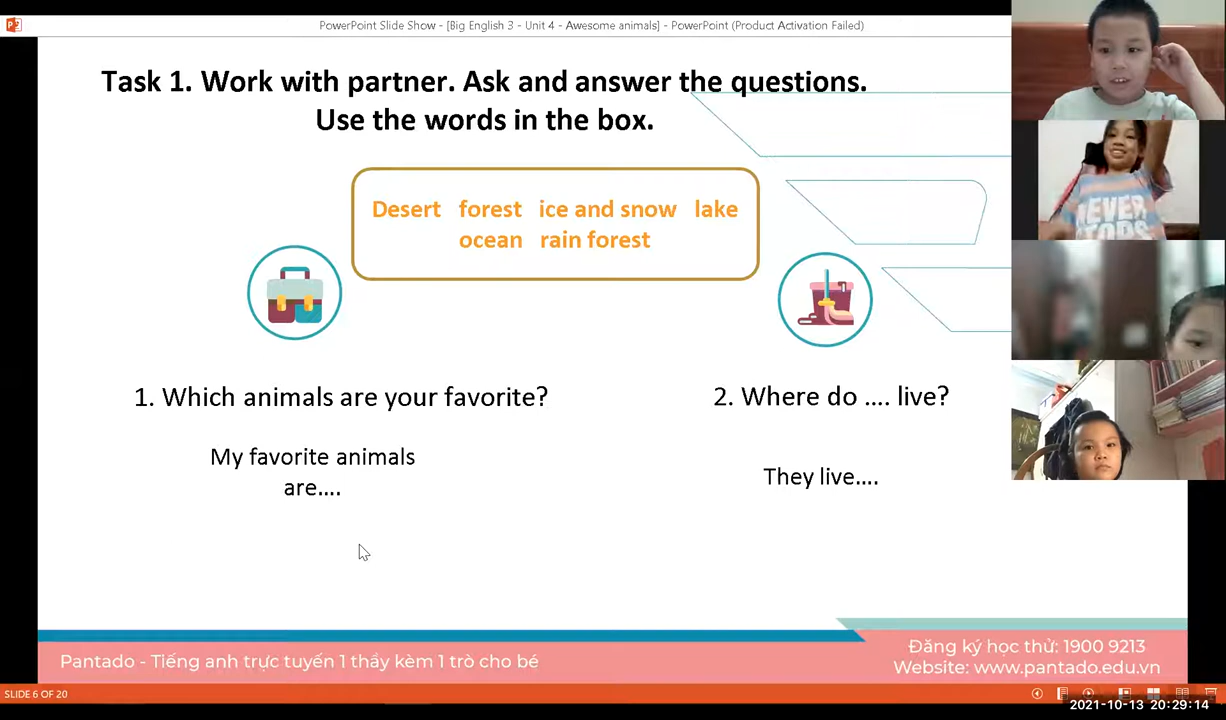 PowerPoint Slide Show - [Big English 3 - Unit 4 - Awesome animals] - PowerPoint (Product Activation Failed)
Task 1. Work with partner. Ask and answer the questions.
Use the words in the box.
Desert forest ice and snow lake
ocean rain forest
1. Which animals are your favorite?
2. Where do .... live?
My favorite animals
are....
They live....
NEVER
Pantado - Tiếng anh trực tuyến 1 thầy kèm 1 trò cho bé
Đăng ký học thử: 1900 9213
Website: www.pantado.edu.vn
SLIDE 6 OF 20
2021-10-13 20:29:14